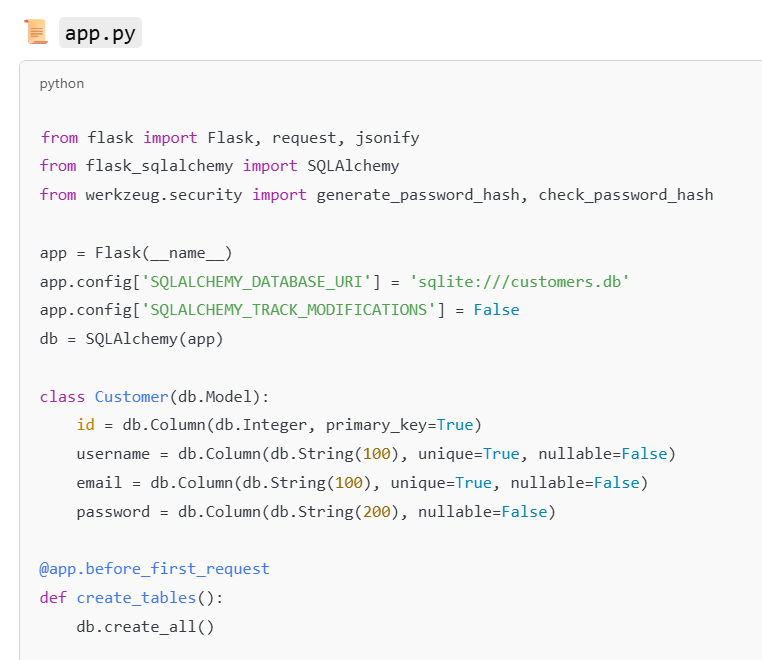 app.py
python
from flask import Flask, request, jsonify
from flask_sqlalchemy import SQLAlchemy
from werkzeug.security import generate_password_hash, check_password_hash
app = Flask(__name__)
app.config['SQLALCHEMY_DATABASE_URI'] = 'sqlite:///customers.db'
app.config['SQLALCHEMY_TRACK_MODIFICATIONS'] = False
db = SQLAlchemy(app)
class Customer(db.Model):
    id = db.Column(db.Integer, primary_key=True)
    username = db.Column(db.String(100), unique=True, nullable=False)
    email = db.Column(db.String(100), unique=True, nullable=False)
    password = db.Column(db.String(200), nullable=False)
@app.before_first_request
def create_tables():
    db.create_all()